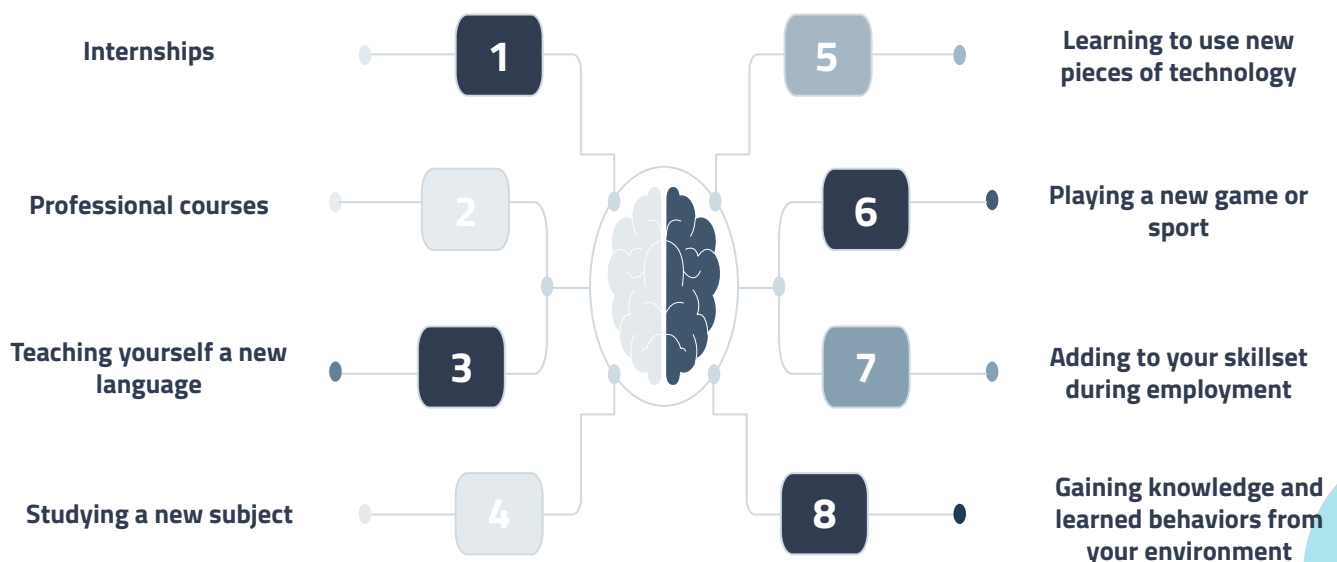 Internships
1
Professional courses
2
Teaching yourself a new
language
3
Studying a new subject
4
5
Learning to use new
pieces of technology
6
Playing a new game or
sport
7
Adding to your skillset
during employment
8
Gaining knowledge and
learned behaviors from
your environment